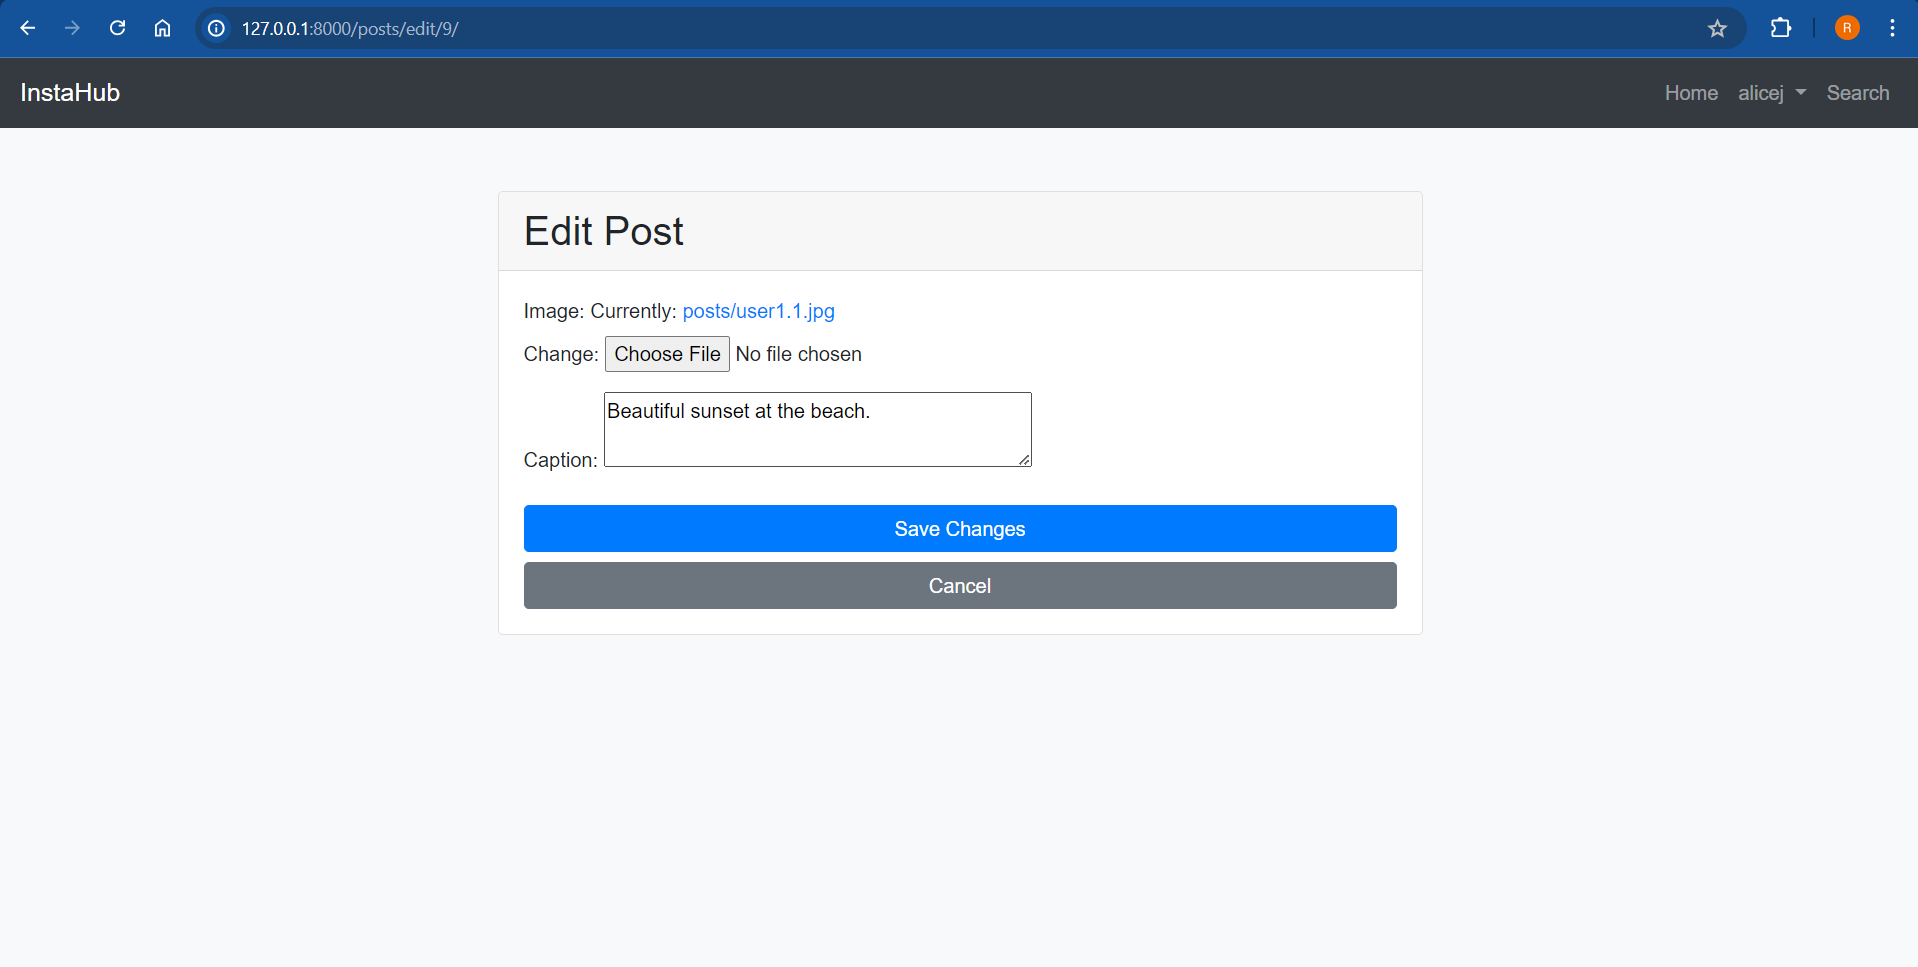 127.0.0.1:8000/posts/edit/9/
R
InstaHub
Home alicej Search
Edit Post
Image: Currently: posts/user1.1.jpg
Change: Choose File No file chosen
Beautiful sunset at the beach.
Caption:
Save Changes
Cancel